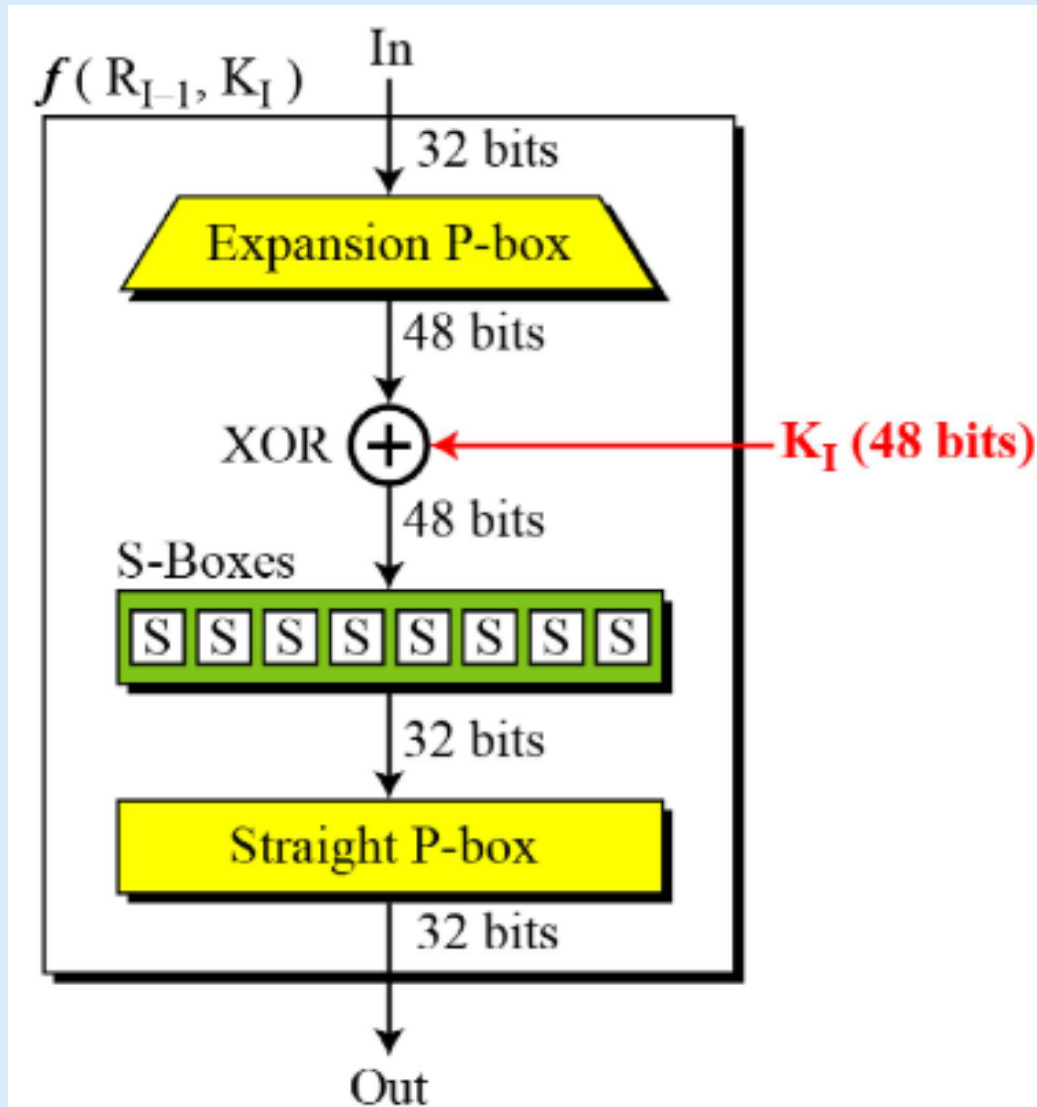 In
f ( R_{I–1}, K_I )
32 bits
Expansion P-box
48 bits
XOR +
K_I (48 bits)
48 bits
S-Boxes
S S S S S S S S
32 bits
Straight P-box
32 bits
Out